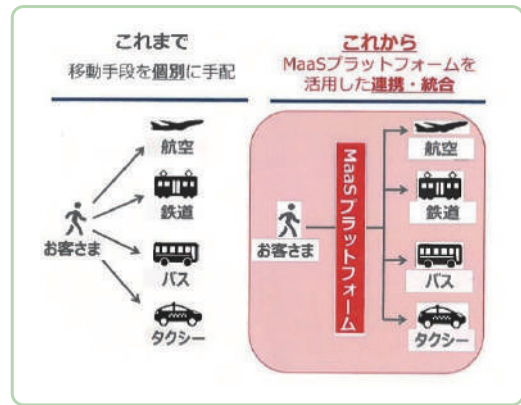 これまで
移動手段を個別に手配
航空
鉄道
お客さま
バス
タクシー
これから
MaaSプラットフォームを
活用した連携・統合
航空
鉄道
お客さま
MaaSプラットフォーム
バス
タクシー